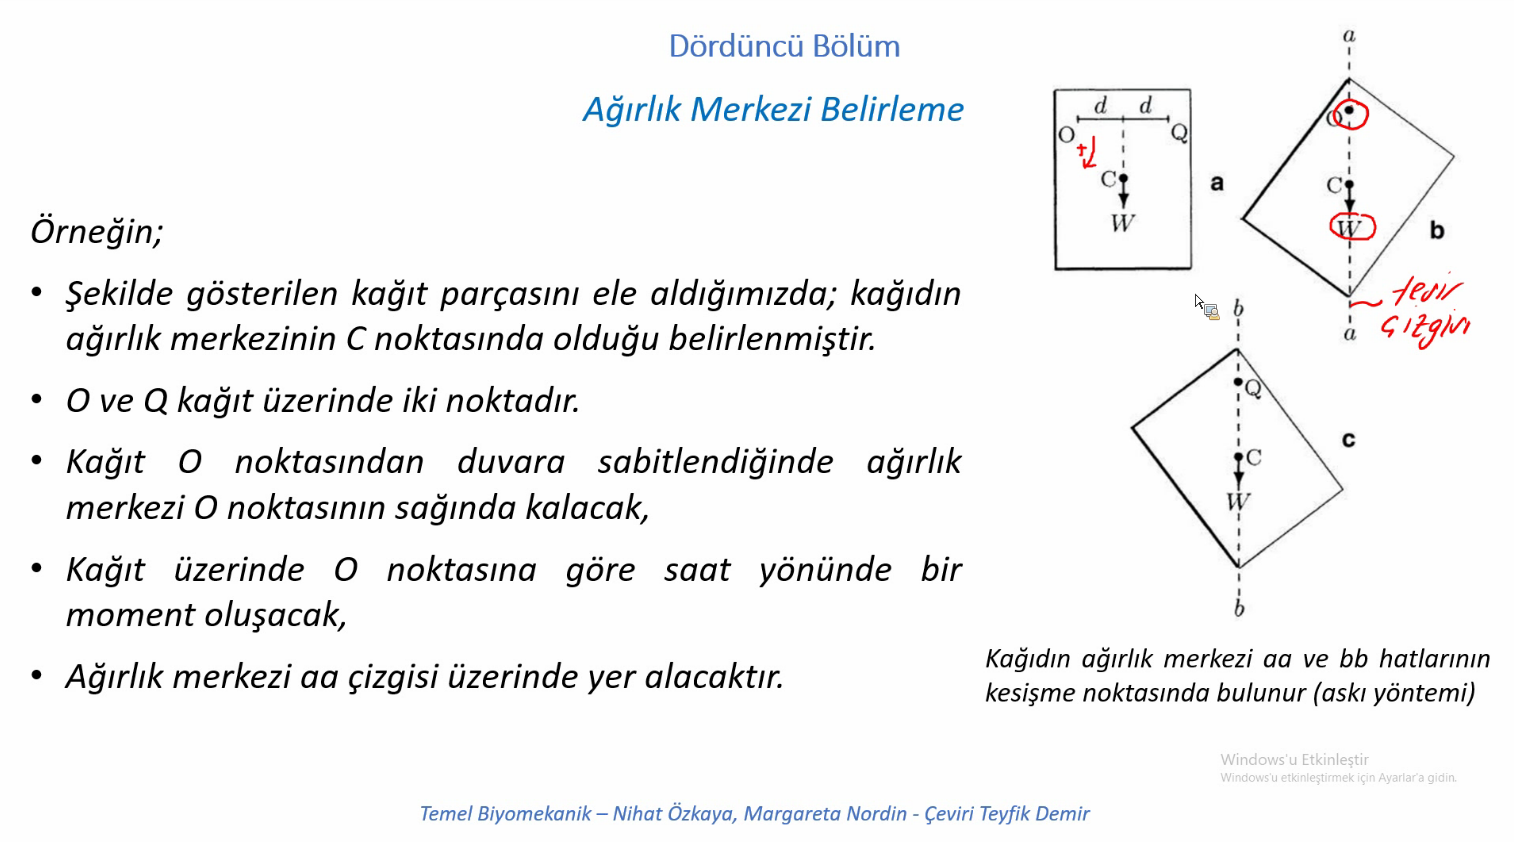 Dördüncü Bölüm
Ağırlık Merkezi Belirleme
Örneğin;
• Şekilde gösterilen kağıt parçasını ele aldığımızda; kağıdın
ağırlık merkezinin C noktasında olduğu belirlenmiştir.
• O ve Q kağıt üzerinde iki noktadır.
• Kağıt O noktasından duvara sabitlendiğinde ağırlık
merkezi O noktasının sağında kalacak,
• Kağıt üzerinde O noktasına göre saat yönünde bir
moment oluşacak,
• Ağırlık merkezi aa çizgisi üzerinde yer alacaktır.
d d
O Q
+
C
W
a
a
O
C
W
b
a
tesir
çizgisi
b
Q
C
W
c
b
Kağıdın ağırlık merkezi aa ve bb hatlarının
kesişme noktasında bulunur (askı yöntemi)
Windows'u Etkinleştir
Windows'u etkinleştirmek için Ayarlar'a gidin.
Temel Biyomekanik – Nihat Özkaya, Margareta Nordin - Çeviri Teyfik Demir